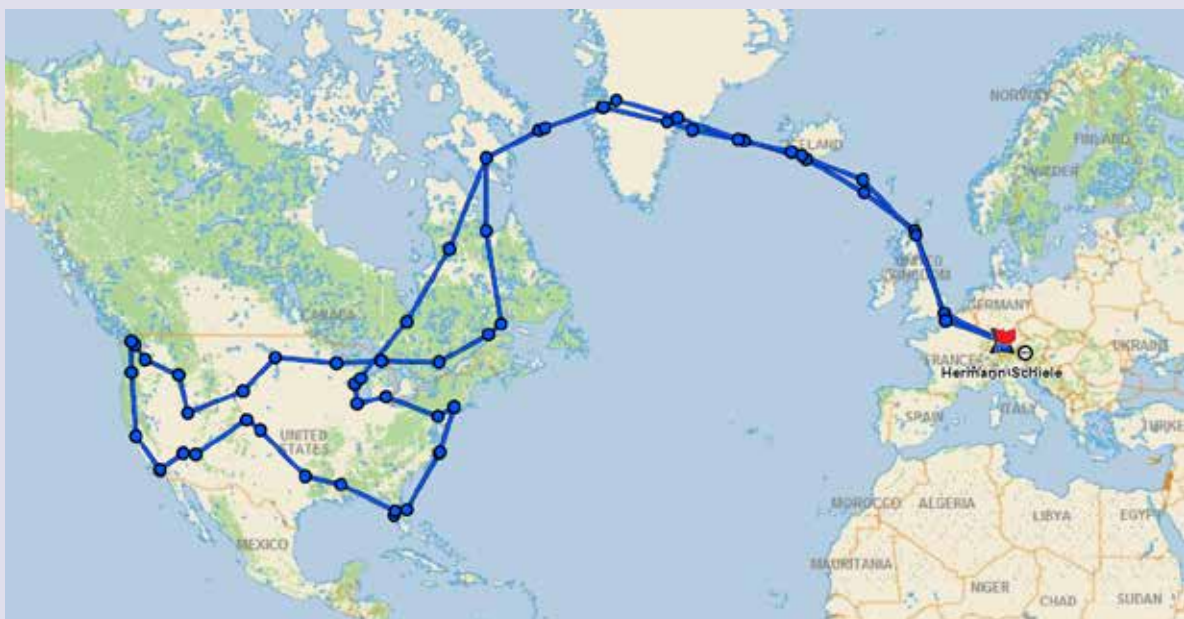 NORWAY
FINLAND
ICELAND
SWEDEN
UNITED
KINGDOM
CANADA
GERMANY
UKRAINE
FRANCE
Hermann Schiele
SPAIN
ITALY
TURKE
UNITED
STATES
MOROCCO
ALGERIA
LIBYA
EGYPT
MEXICO
MAURITANIA
NIGER
CHAD
SUDAN